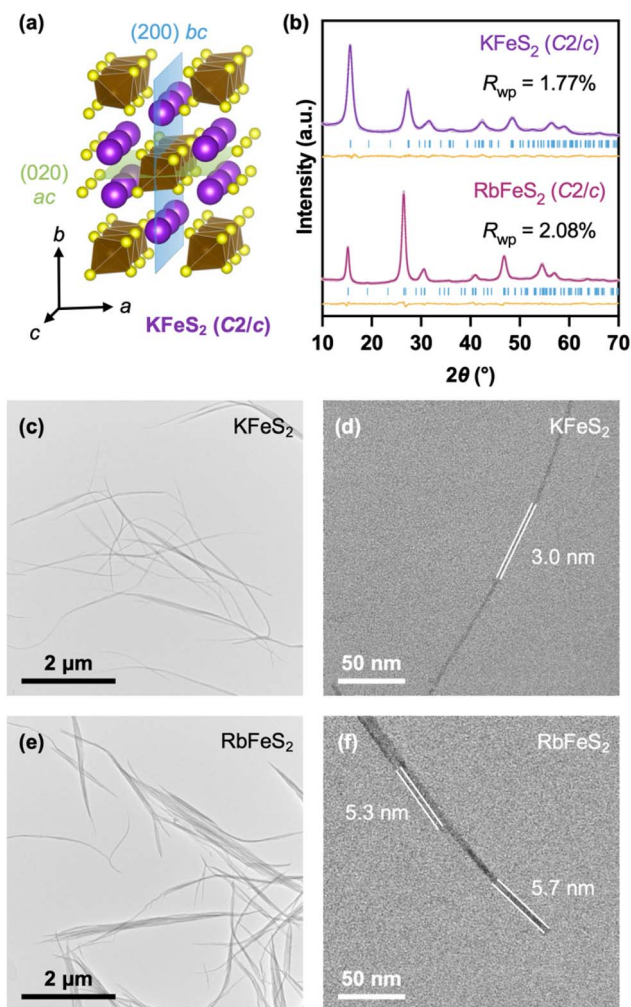 (a)
(200) bc
(020)
ac
b
a
c
KFeS₂ (C2/c)
(b)
KFeS₂ (C2/c)
Rwp = 1.77%
RbFeS₂ (C2/c)
Rwp = 2.08%
Intensity (a.u.)
10 20 30 40 50 60 70
2θ (°)
(c)
KFeS₂
2 μm
(d)
KFeS₂
3.0 nm
50 nm
(e)
RbFeS₂
2 μm
(f)
RbFeS₂
5.3 nm
5.7 nm
50 nm